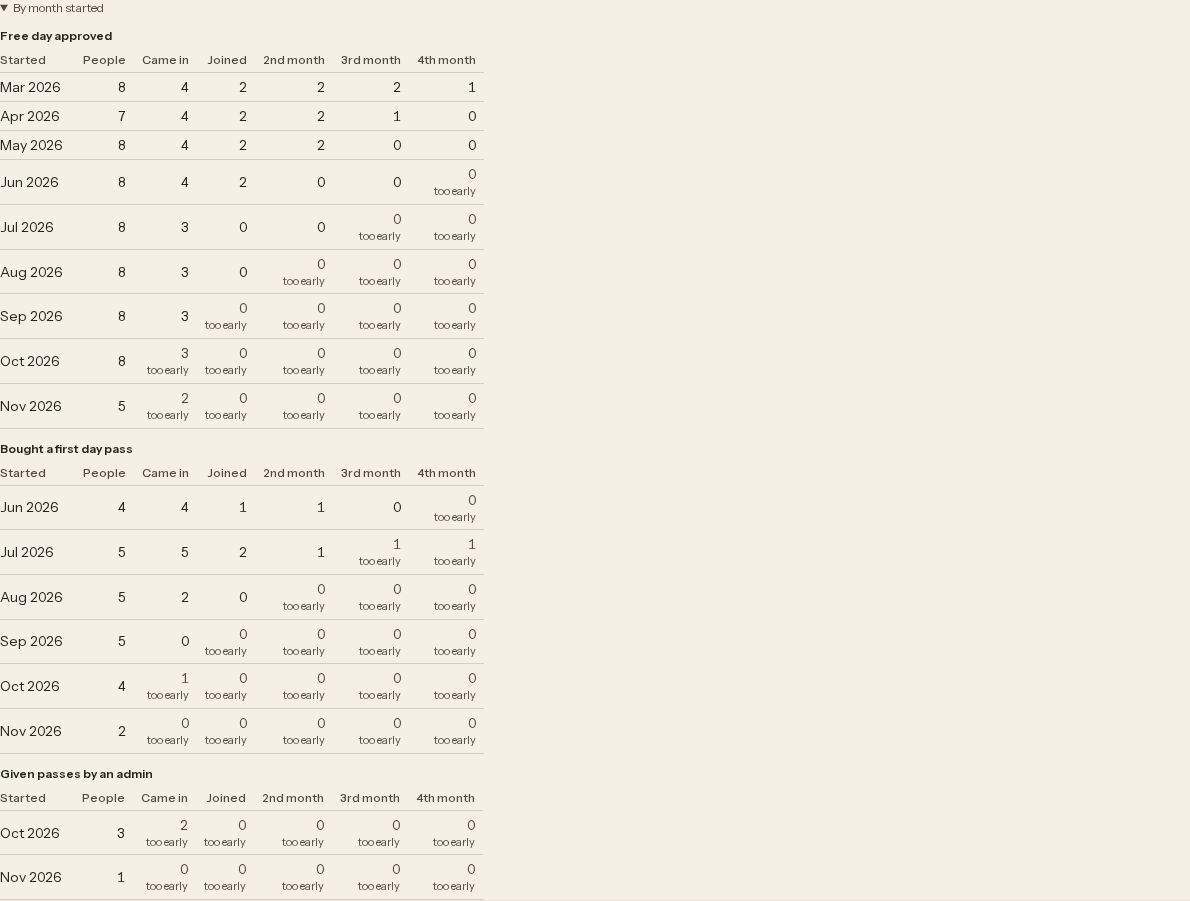 ▼ By month started
Free day approved
Started People Came in Joined 2nd month 3rd month 4th month
Mar 2026 8 4 2 2 2 1
Apr 2026 7 4 2 2 1 0
May 2026 8 4 2 2 0 0
Jun 2026 8 4 2 0 0 0
too early
Jul 2026 8 3 0 0 0 0
too early too early
Aug 2026 8 3 0 0 0 0
too early too early too early
Sep 2026 8 3 0 0 0 0
too early too early too early too early
Oct 2026 8 3 0 0 0 0
too early too early too early too early too early
Nov 2026 5 2 0 0 0 0
too early too early too early too early too early
Bought a first day pass
Started People Came in Joined 2nd month 3rd month 4th month
Jun 2026 4 4 1 1 0 0
too early
Jul 2026 5 5 2 1 1 1
too early too early
Aug 2026 5 2 0 0 0 0
too early too early too early
Sep 2026 5 0 0 0 0 0
too early too early too early too early
Oct 2026 4 1 0 0 0 0
too early too early too early too early too early
Nov 2026 2 0 0 0 0 0
too early too early too early too early too early
Given passes by an admin
Started People Came in Joined 2nd month 3rd month 4th month
Oct 2026 3 2 0 0 0 0
too early too early too early too early too early
Nov 2026 1 0 0 0 0 0
too early too early too early too early too early